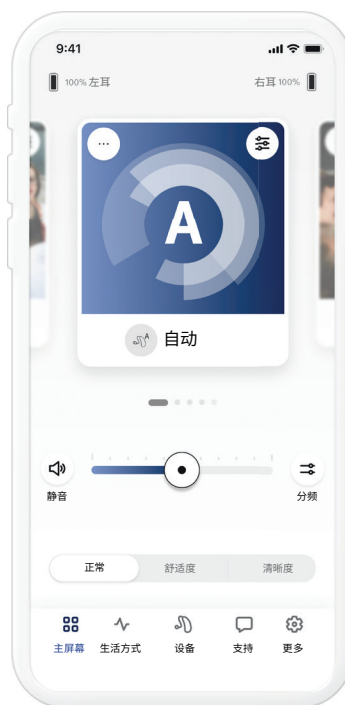 9:41
100% 左耳
右耳 100%
...
A
A
自动
静音
分频
正常 舒适度 清晰度
主屏幕 生活方式 设备 支持 更多